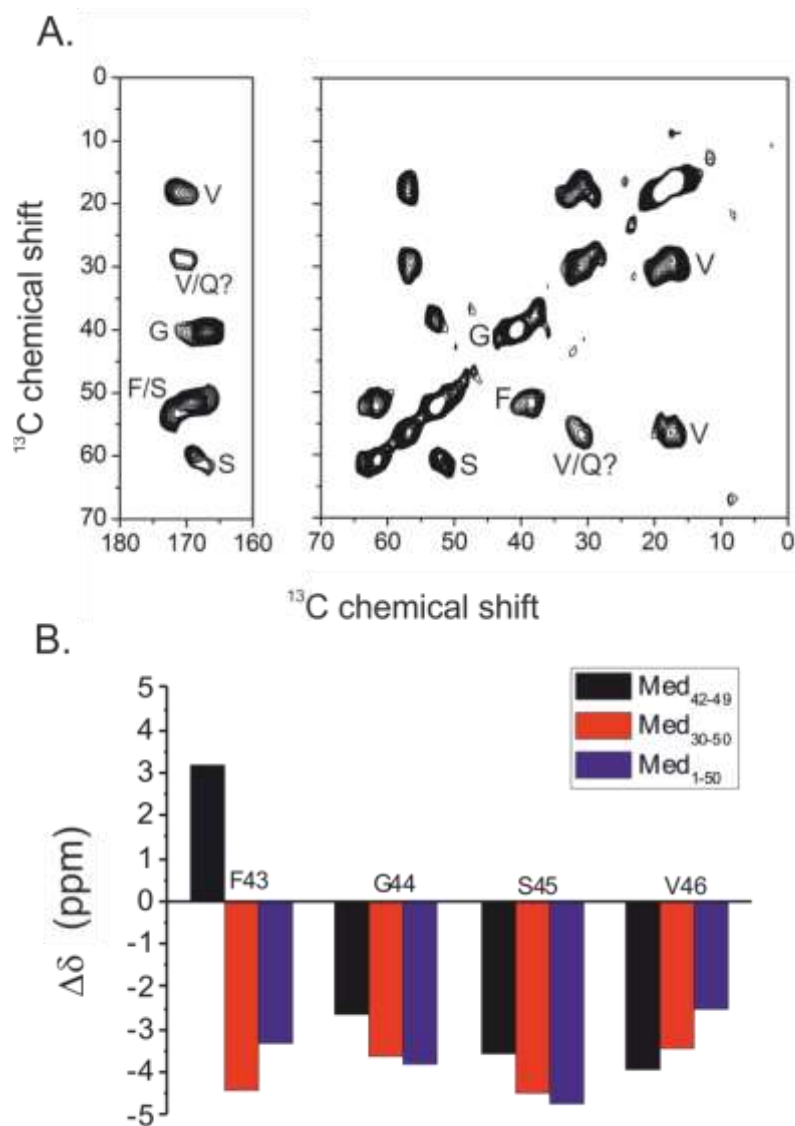 A.
0
10
20
30
40
50
60
70
V
V/Q?
G
F/S
S
180 170 160
V
G
F
V/Q?
V
S
70 60 50 40 30 20 10 0
¹³C chemical shift
¹³C chemical shift
B.
5
4
3
2
1
0
-1
-2
-3
-4
-5
Δδ (ppm)
Med₄₂₋₄₉
Med₃₀₋₅₀
Med₁₋₅₀
F43 G44 S45 V46